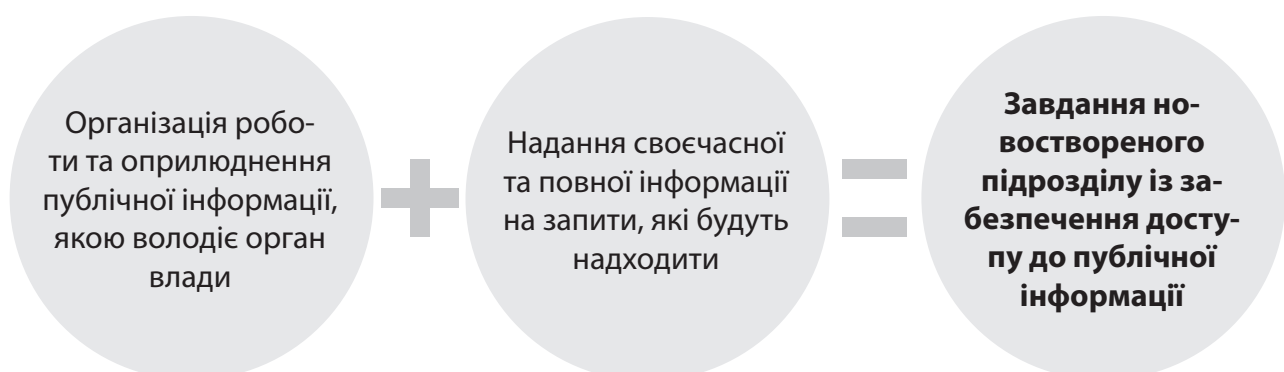 Організація робо-
ти та оприлюднення
публічної інформації,
якою володіє орган
влади
Надання своєчасної
та повної інформації
на запити, які будуть
надходити
Завдання но-
воствореного
підрозділу із за-
безпечення досту-
пу до публічної
інформації